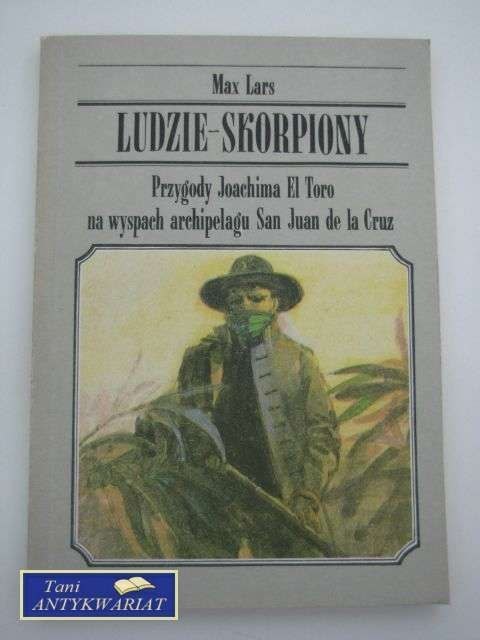 Max Lars
LUDZIE-SKORPIONY
Przygody Joachima El Toro
na wyspach archipelagu San Juan de la Cruz
Tani
ANTYKWARIAT